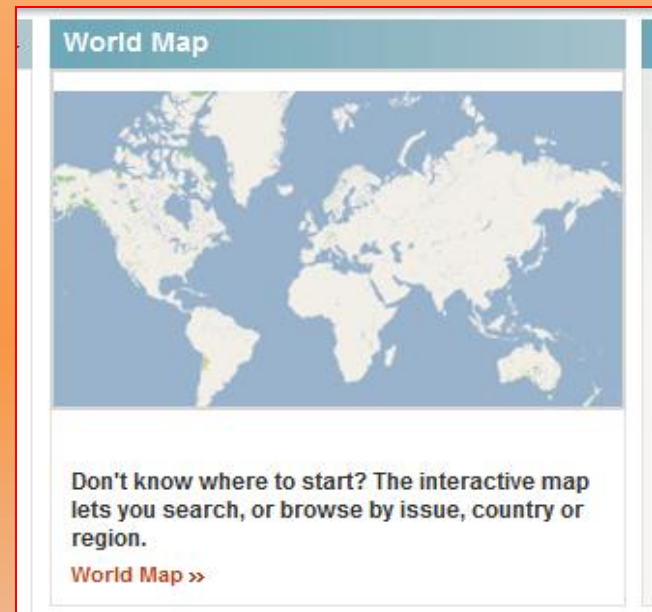 World Map
Don't know where to start? The interactive map
lets you search, or browse by issue, country or
region.
World Map »